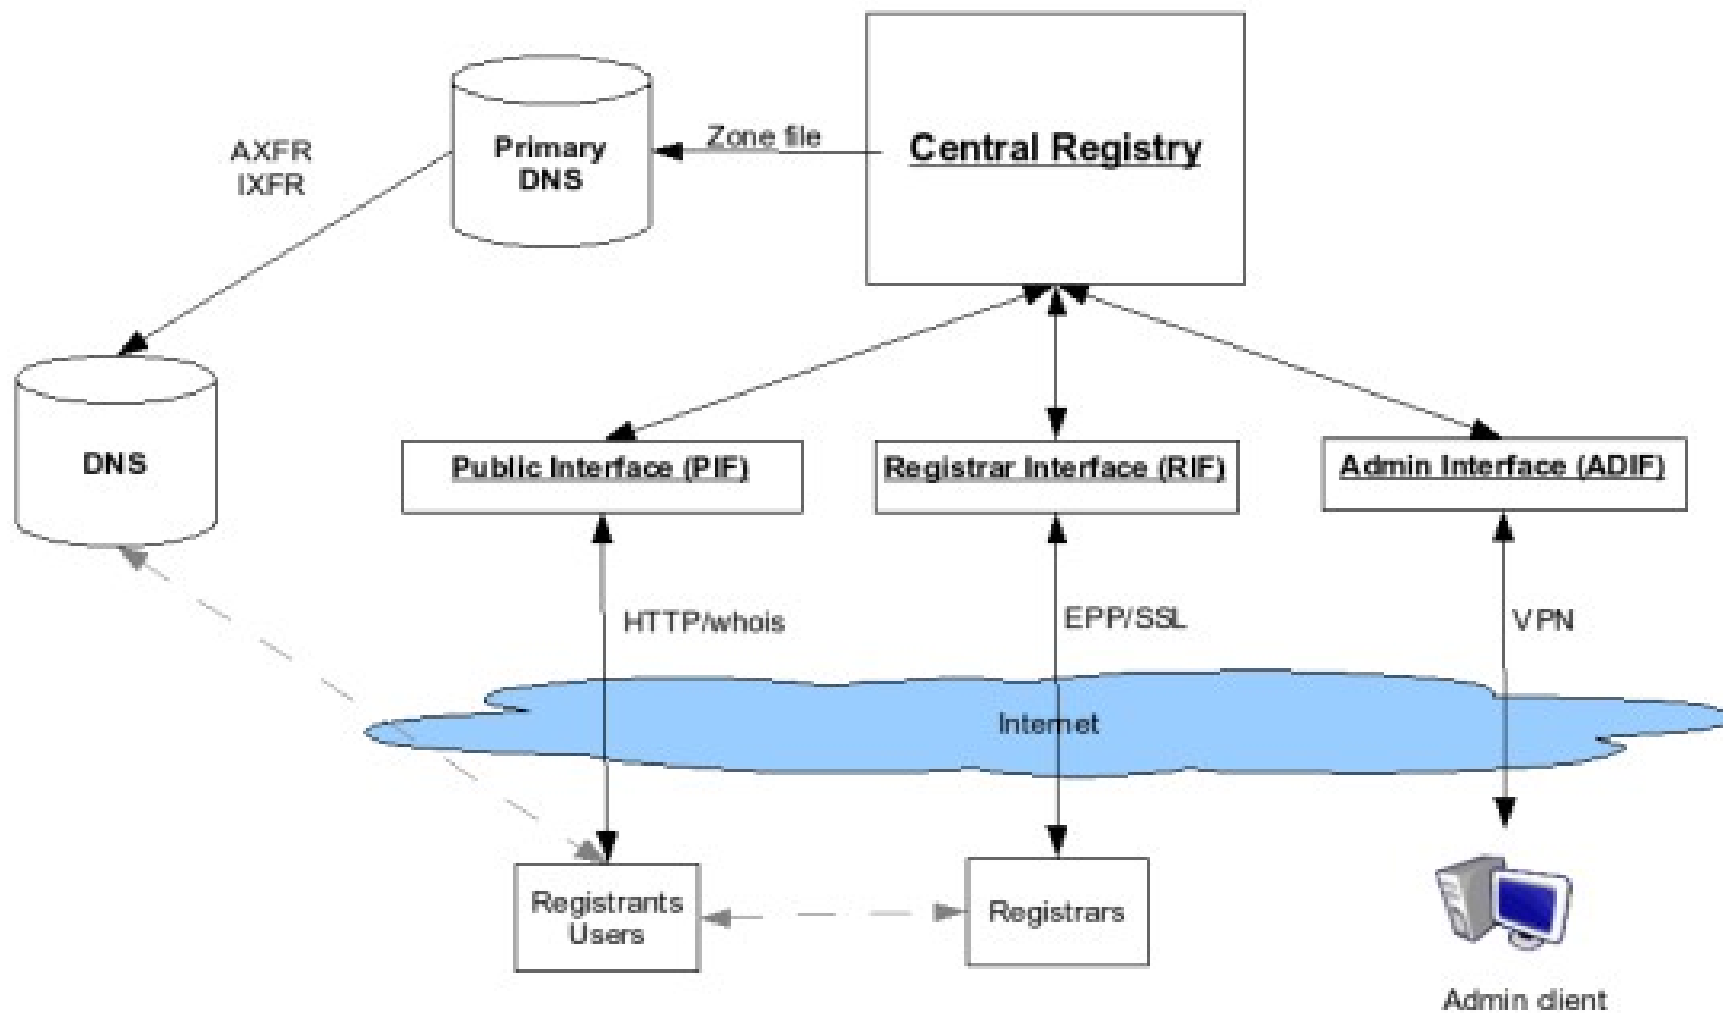 Central Registry
Zone file
Primary
DNS
AXFR
IXFR
DNS
Public Interface (PIF)
Registrar Interface (RIF)
Admin Interface (ADIF)
HTTP/whois
EPP/SSL
VPN
Internet
Registrants
Users
Registrars
Admin client